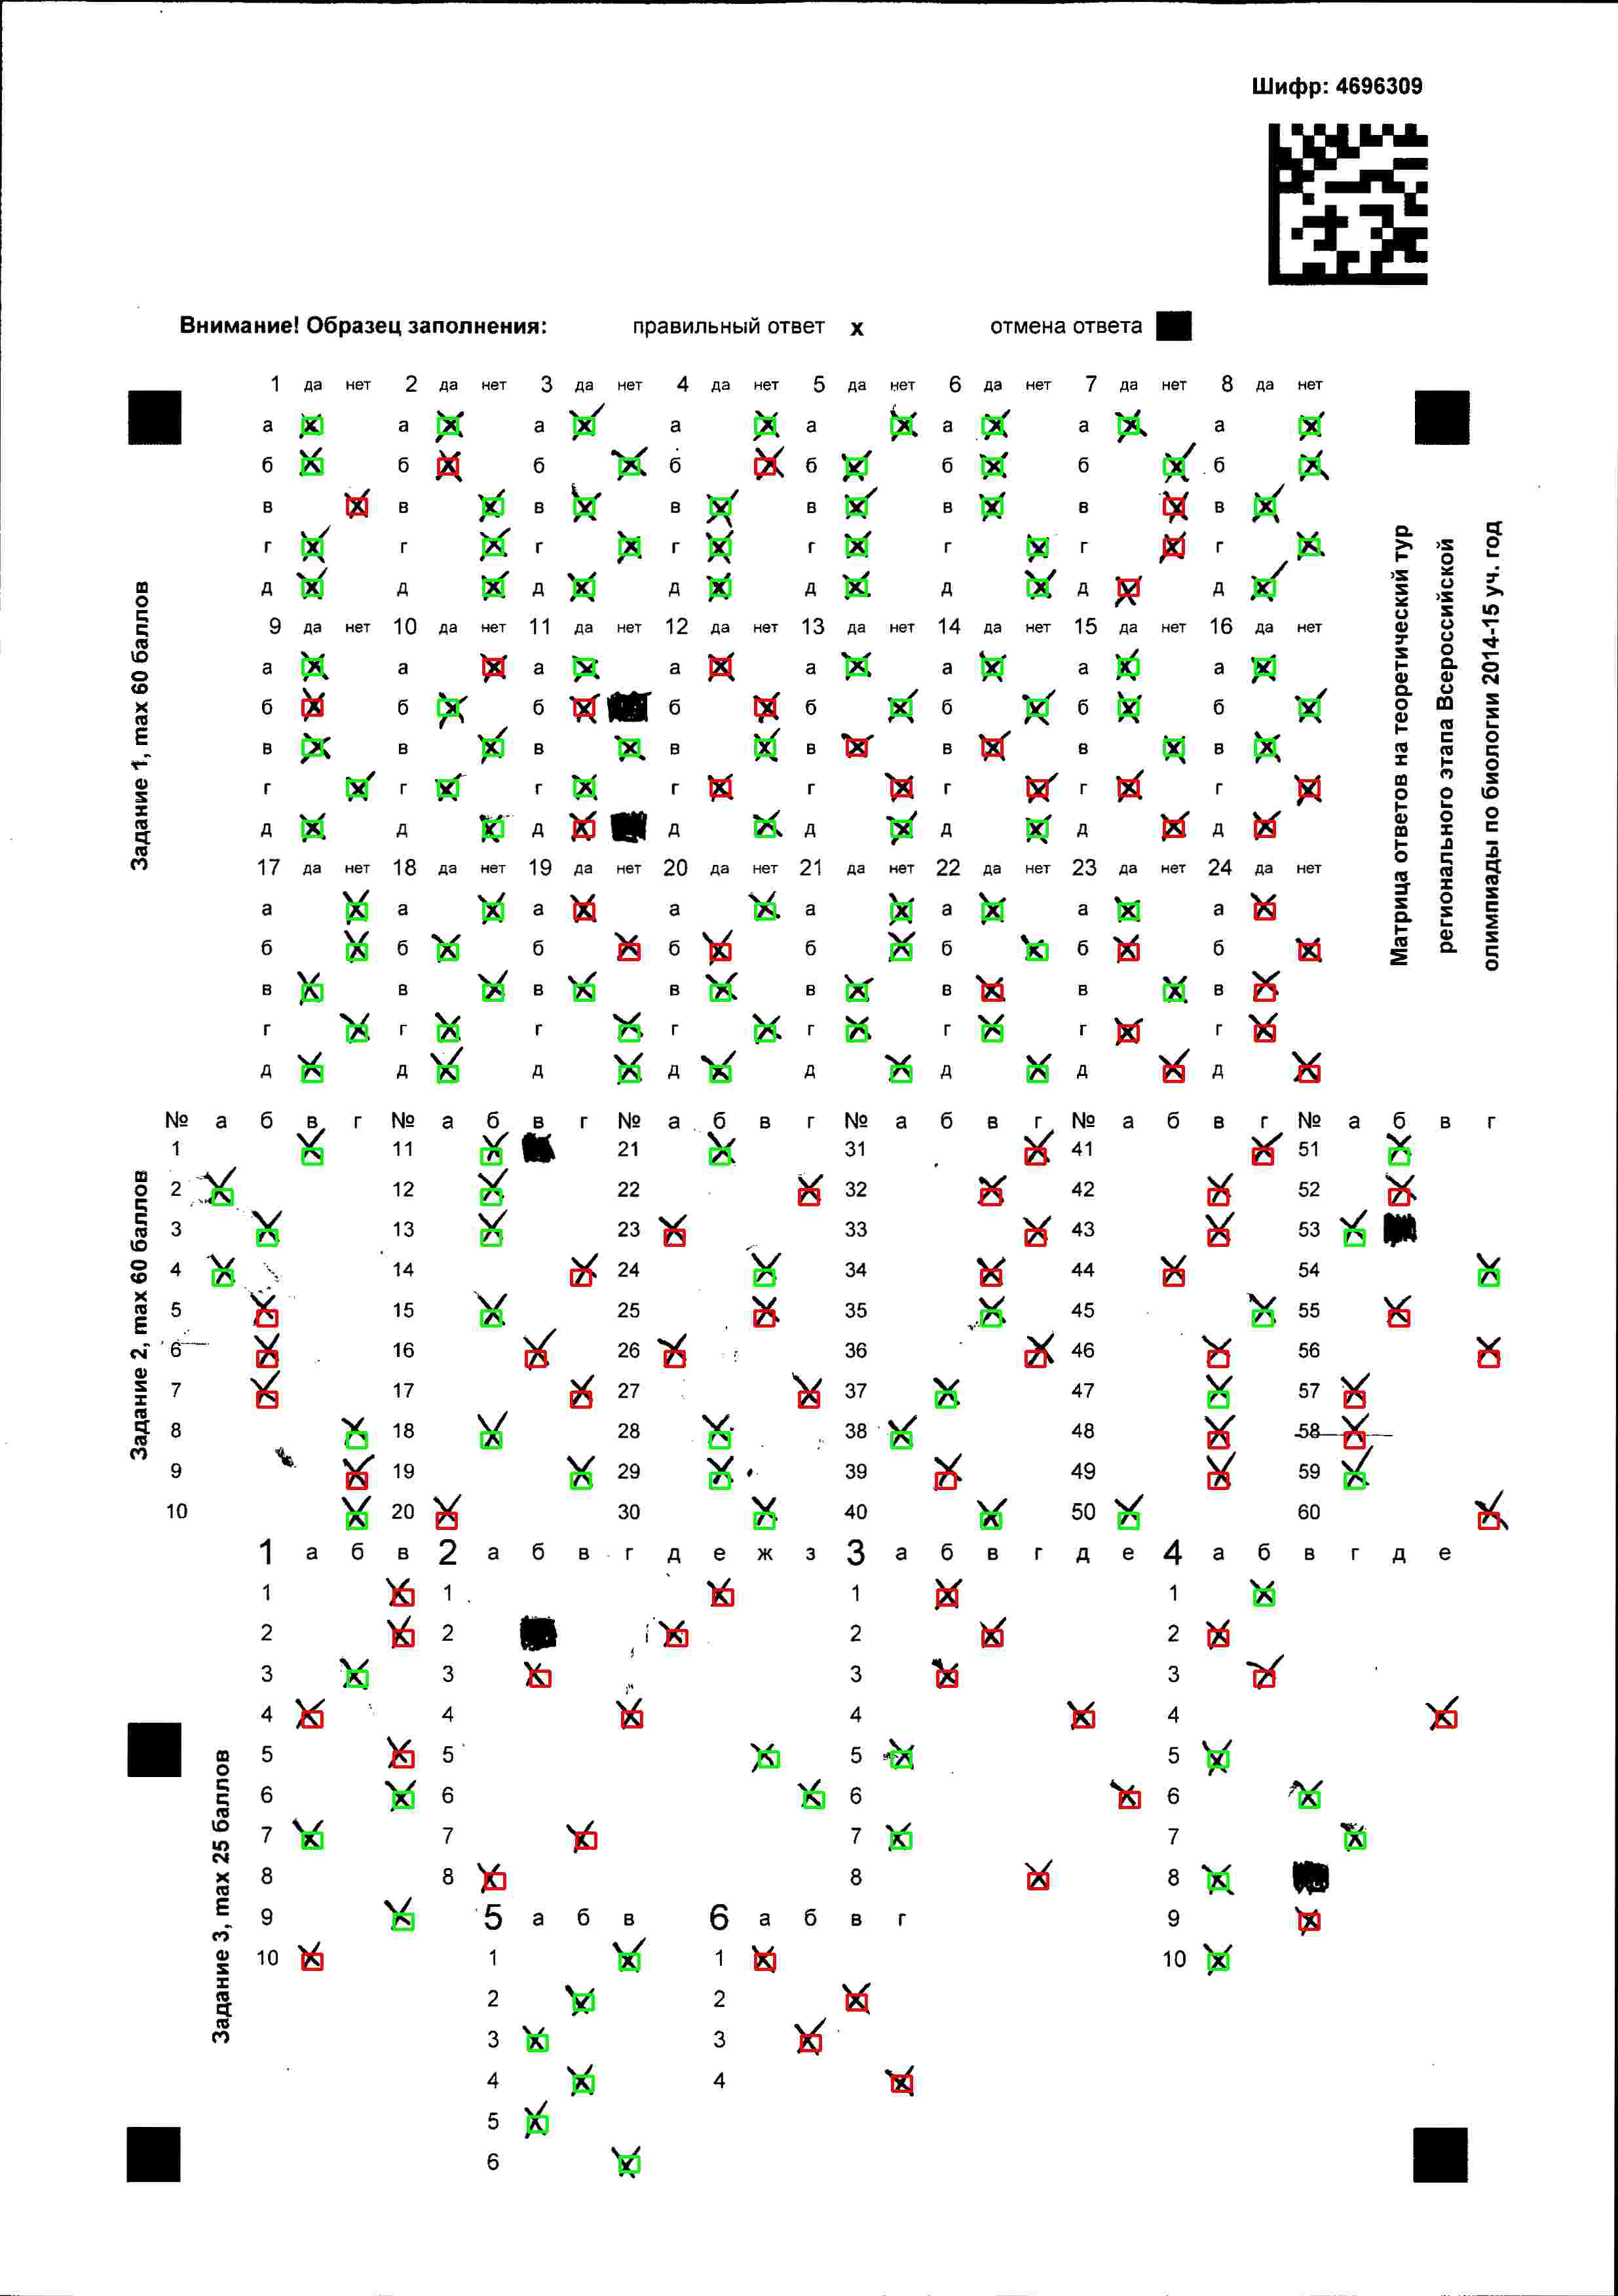 Шифр: 4696309
Внимание! Образец заполнения: правильный ответ x отмена ответа
Матрица ответов на теоретический тур
регионального этапа Всероссийской
олимпиады по биологии 2014-15 уч. год
Задание 1, max 60 баллов
1 да нет 2 да нет 3 да нет 4 да нет 5 да нет 6 да нет 7 да нет 8 да нет
а а а а а а а а
б б б б б б б б
в в в в в в в в
г г г г г г г г
д д д д д д д д
9 да нет 10 да нет 11 да нет 12 да нет 13 да нет 14 да нет 15 да нет 16 да нет
а а а а а а а а
б б б б б б б б
в в в в в в в в
г г г г г г г г
д д д д д д д д
17 да нет 18 да нет 19 да нет 20 да нет 21 да нет 22 да нет 23 да нет 24 да нет
а а а а а а а а
б б б б б б б б
в в в в в в в в
г г г г г г г г
д д д д д д д д
Задание 2, max 60 баллов
№ а б в г № а б в г № а б в г № а б в г № а б в г № а б в г
1 11 21 31 41 51
2 12 22 32 42 52
3 13 23 33 43 53
4 14 24 34 44 54
5 15 25 35 45 55
6 16 26 36 46 56
7 17 27 37 47 57
8 18 28 38 48 58
9 19 29 39 49 59
10 20 30 40 50 60
Задание 3, max 25 баллов
1 а б в 2 а б в г д е ж з 3 а б в г д е 4 а б в г д е
1 1 1 1
2 2 2 2
3 3 3 3
4 4 4 4
5 5 5 5
6 6 6 6
7 7 7 7
8 8 8 8
9 5 а б в 6 а б в г 9
10 1 1 10
2 2
3 3
4 4
5
6